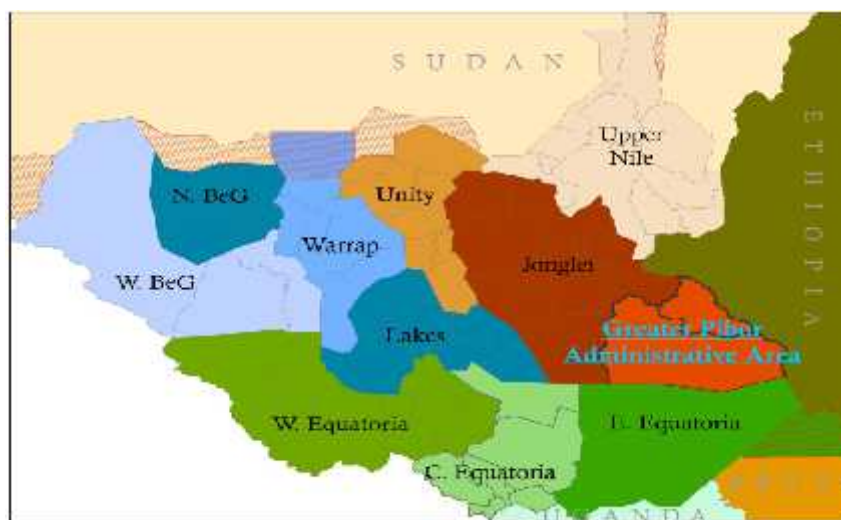 SUDAN
ETHIOPIA
Upper
Nile
N. BeG
Unity
Warrap
Jonglei
W. BeG
Lakes
Greater Pibor
Administrative Area
W. Equatoria
E. Equatoria
C. Equatoria
UGANDA